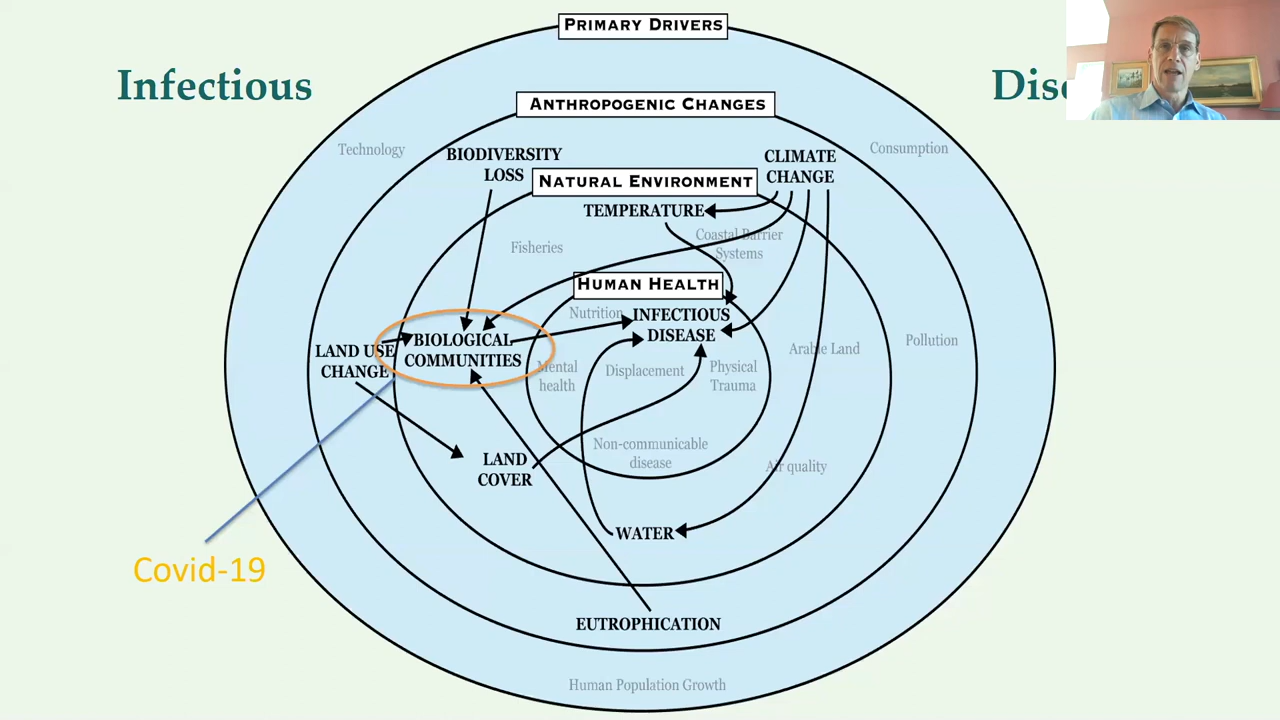 PRIMARY DRIVERS
Infectious
ANTHROPOGENIC CHANGES
Technology
BIODIVERSITY
LOSS
CLIMATE
CHANGE
Consumption
NATURAL ENVIRONMENT
TEMPERATURE
Fisheries
Coastal Barrier
Systems
HUMAN HEALTH
Nutrition
INFECTIOUS
DISEASE
LAND USE
CHANGE
BIOLOGICAL
COMMUNITIES
Mental
health
Displacement
Physical
Trauma
Arable Land
Pollution
Non-communicable
disease
LAND
COVER
Air quality
WATER
Covid-19
EUTROPHICATION
Human Population Growth